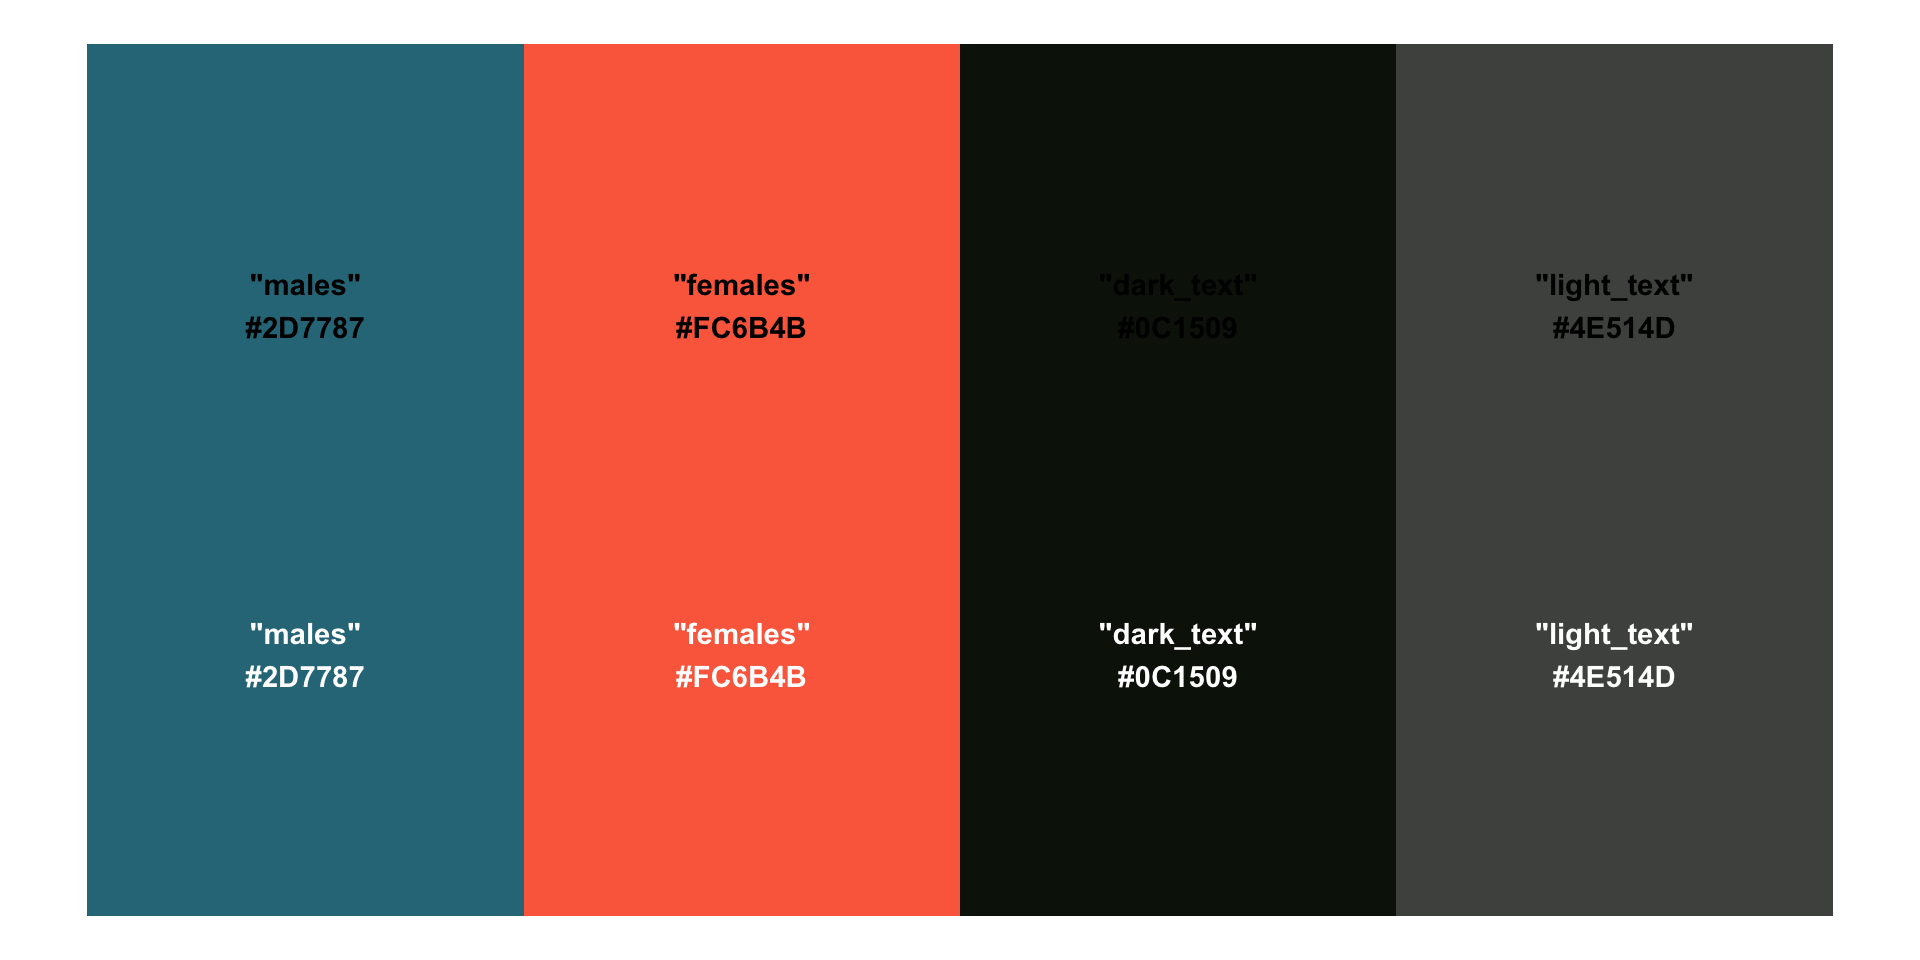 "males"
#2D7787
"females"
#FC6B4B
"dark_text"
#0C1509
"light_text"
#4E514D
"males"
#2D7787
"females"
#FC6B4B
"dark_text"
#0C1509
"light_text"
#4E514D